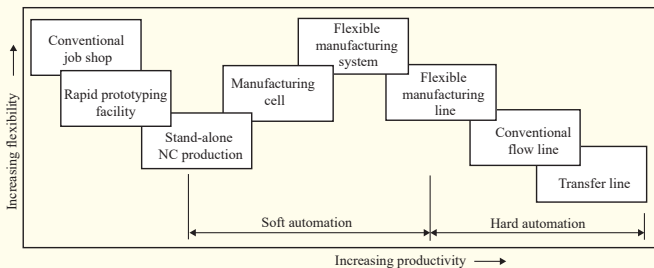 Conventional
job shop
Rapid prototyping
facility
Stand-alone
NC production
Manufacturing
cell
Flexible
manufacturing
system
Flexible
manufacturing
line
Conventional
flow line
Transfer line
Soft automation
Hard automation
Increasing flexibility
Increasing productivity